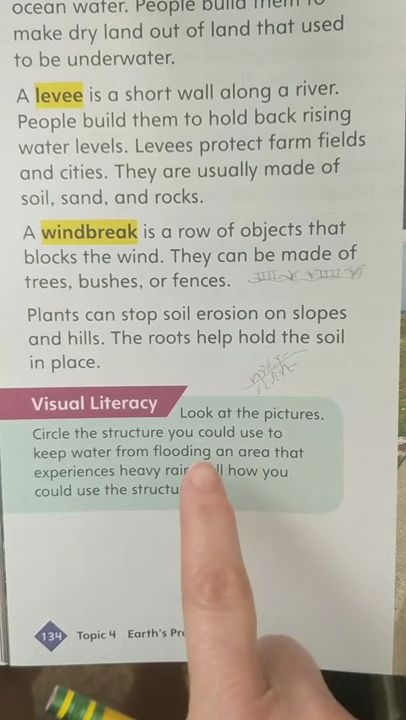 ocean water. People build them to
make dry land out of land that used
to be underwater.
A levee is a short wall along a river.
People build them to hold back rising
water levels. Levees protect farm fields
and cities. They are usually made of
soil, sand, and rocks.
A windbreak is a row of objects that
blocks the wind. They can be made of
trees, bushes, or fences.
Plants can stop soil erosion on slopes
and hills. The roots help hold the soil
in place.
Visual Literacy Look at the pictures.
Circle the structure you could use to
keep water from flooding an area that
experiences heavy how you
could use the
134 Topic 4 Earth's